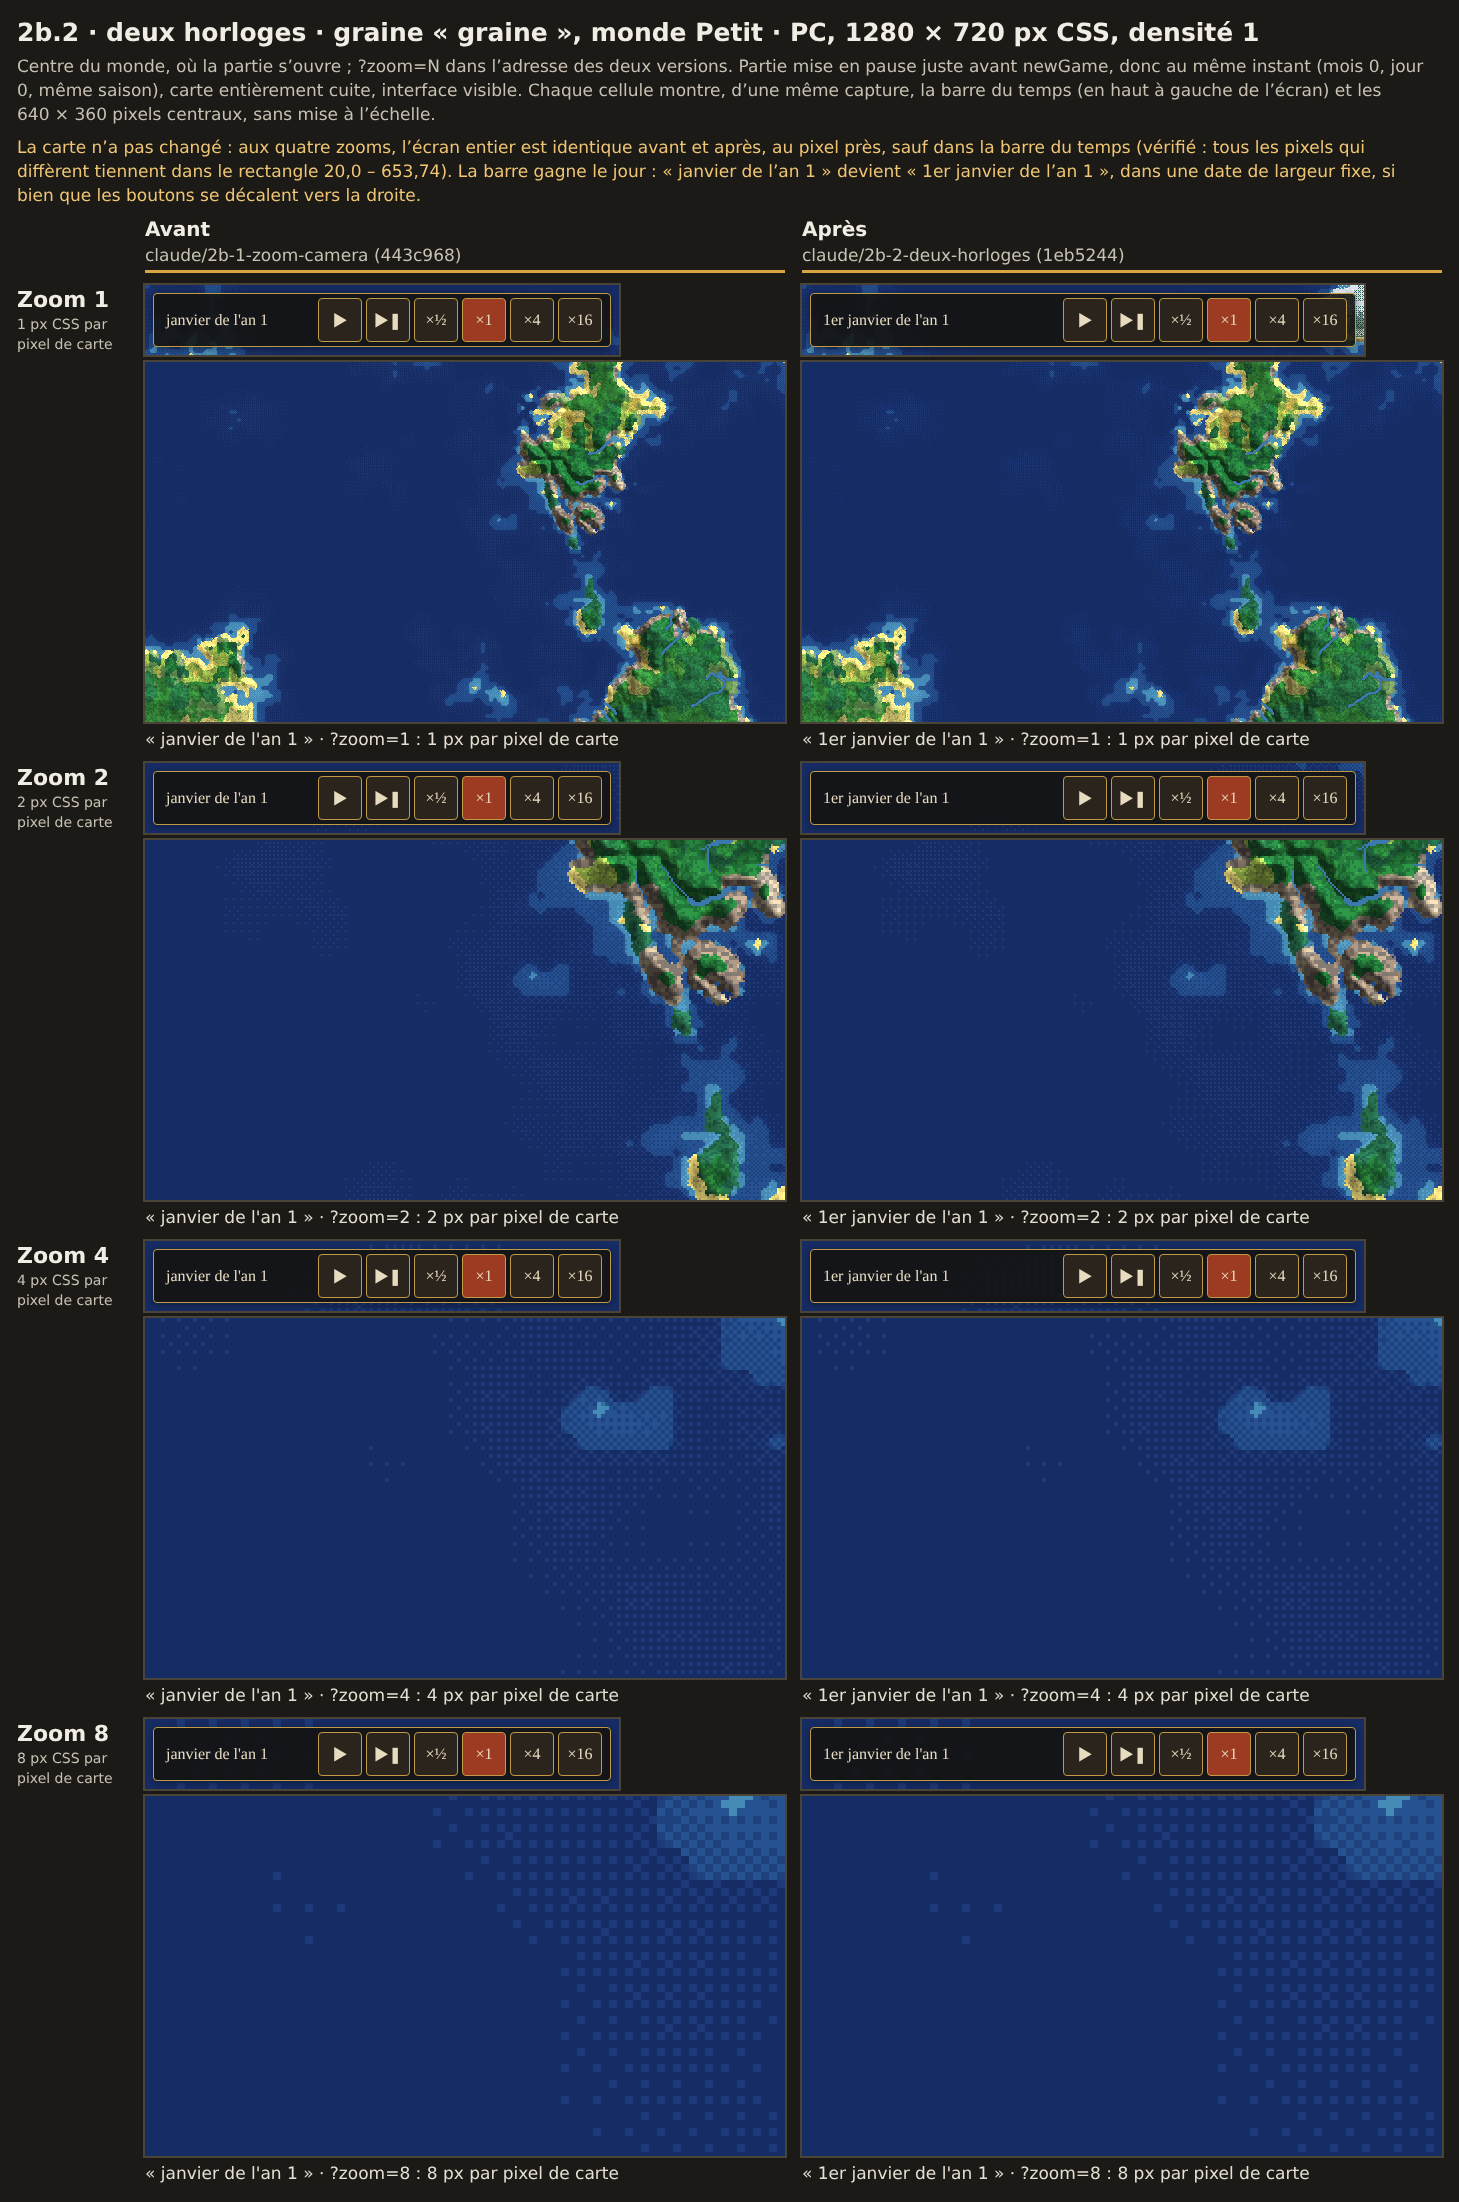 2b.2 · deux horloges · graine « graine », monde Petit · PC, 1280 × 720 px CSS, densité 1
Centre du monde, où la partie s’ouvre ; ?zoom=N dans l’adresse des deux versions. Partie mise en pause juste avant newGame, donc au même instant (mois 0, jour
0, même saison), carte entièrement cuite, interface visible. Chaque cellule montre, d’une même capture, la barre du temps (en haut à gauche de l’écran) et les
640 × 360 pixels centraux, sans mise à l’échelle.
La carte n’a pas changé : aux quatre zooms, l’écran entier est identique avant et après, au pixel près, sauf dans la barre du temps (vérifié : tous les pixels qui
diffèrent tiennent dans le rectangle 20,0 – 653,74). La barre gagne le jour : « janvier de l’an 1 » devient « 1er janvier de l’an 1 », dans une date de largeur fixe, si
bien que les boutons se décalent vers la droite.
Avant
claude/2b-1-zoom-camera (443c968)
Après
claude/2b-2-deux-horloges (1eb5244)
Zoom 1
1 px CSS par
pixel de carte
janvier de l'an 1 ×½ ×1 ×4 ×16
1er janvier de l'an 1 ×½ ×1 ×4 ×16
« janvier de l'an 1 » · ?zoom=1 : 1 px par pixel de carte
« 1er janvier de l'an 1 » · ?zoom=1 : 1 px par pixel de carte
Zoom 2
2 px CSS par
pixel de carte
janvier de l'an 1 ×½ ×1 ×4 ×16
1er janvier de l'an 1 ×½ ×1 ×4 ×16
« janvier de l'an 1 » · ?zoom=2 : 2 px par pixel de carte
« 1er janvier de l'an 1 » · ?zoom=2 : 2 px par pixel de carte
Zoom 4
4 px CSS par
pixel de carte
janvier de l'an 1 ×½ ×1 ×4 ×16
1er janvier de l'an 1 ×½ ×1 ×4 ×16
« janvier de l'an 1 » · ?zoom=4 : 4 px par pixel de carte
« 1er janvier de l'an 1 » · ?zoom=4 : 4 px par pixel de carte
Zoom 8
8 px CSS par
pixel de carte
janvier de l'an 1 ×½ ×1 ×4 ×16
1er janvier de l'an 1 ×½ ×1 ×4 ×16
« janvier de l'an 1 » · ?zoom=8 : 8 px par pixel de carte
« 1er janvier de l'an 1 » · ?zoom=8 : 8 px par pixel de carte